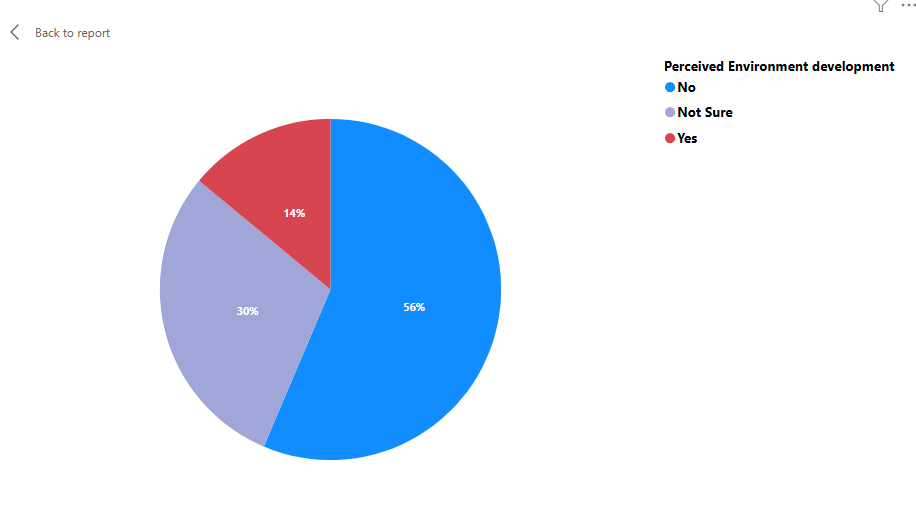 Back to report
Perceived Environment development
No
Not Sure
Yes
14%
30%
56%